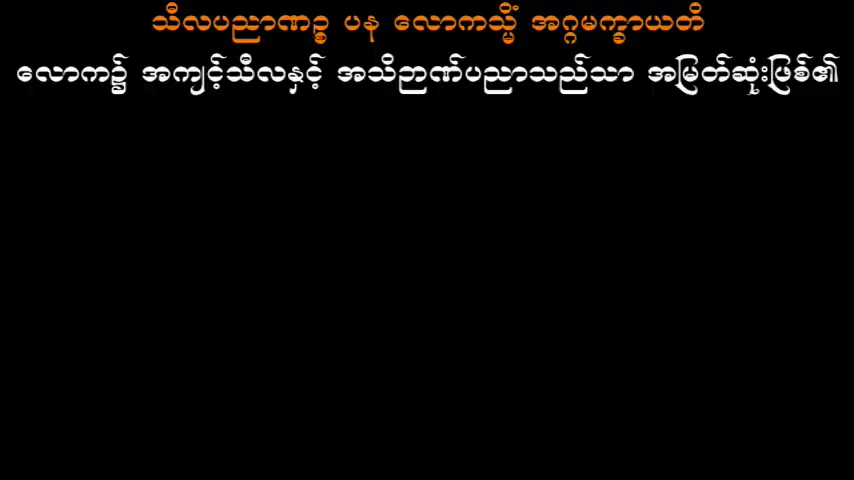 သီလပညာဏဉ္စ ပန လောကသ္မိံ အဂ္ဂမက္ခာယတိ
လောက၌ အကျင့်သီလနှင့် အသိဉာဏ်ပညာသည်သာ အမြတ်ဆုံးဖြစ်၏